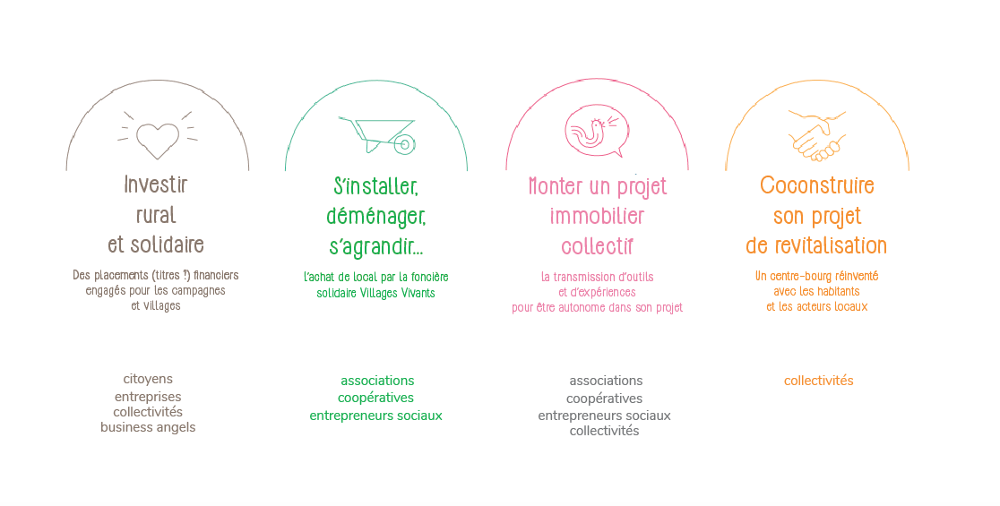 Investir
rural
et solidaire
Des placements (titres ?) financiers
engagés pour les campagnes
et villages
citoyens
entreprises
collectivités
business angels
S'installer,
déménager,
s'agrandir...
L'achat de local par la foncière
solidaire Villages Vivants
associations
coopératives
entrepreneurs sociaux
Monter un projet
immobilier
collectif
La transmission d'outils
et d'expériences
pour être autonome dans son projet
associations
coopératives
entrepreneurs sociaux
collectivités
Coconstruire
son projet
de revitalisation
Un centre-bourg réinventé
avec les habitants
et les acteurs locaux
collectivités